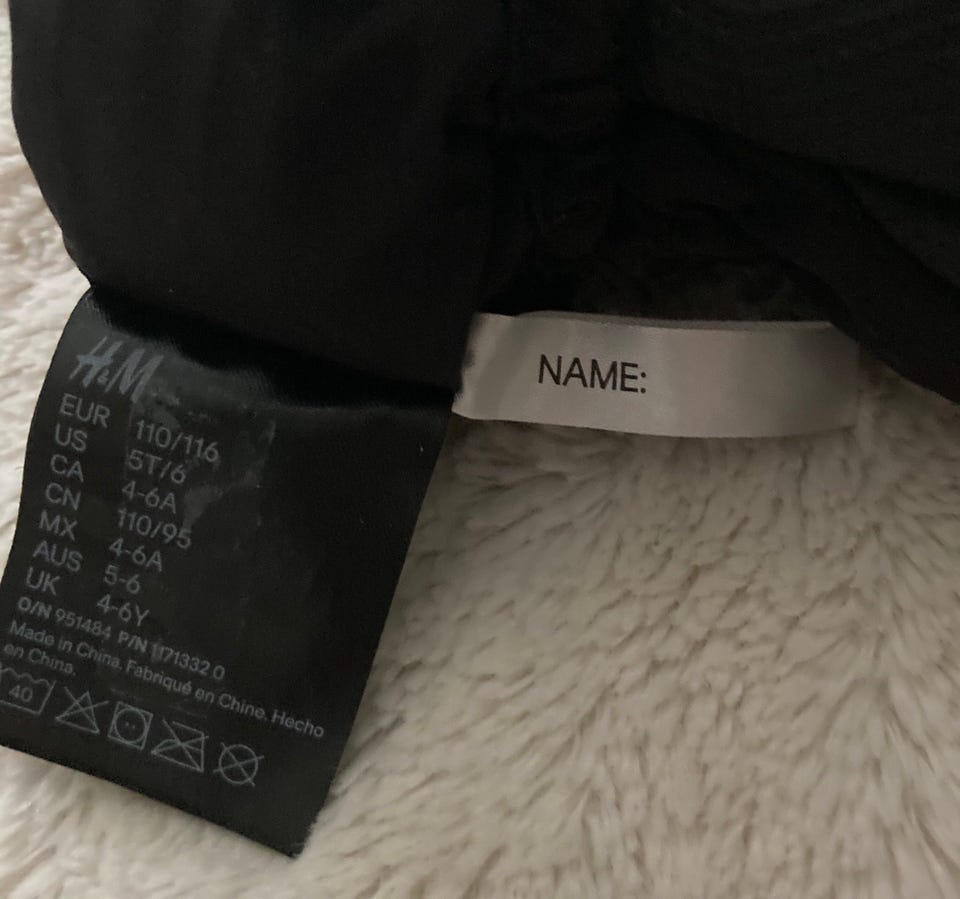 H&M
EUR 110/116
US 5T/6
CA 4-6A
CN 110/95
MX 4-6A
AUS 5-6
UK 4-6Y
O/N 951484 P/N 1171332 0
Made in China. Fabriqué en Chine. Hecho
en China.
40
NAME: